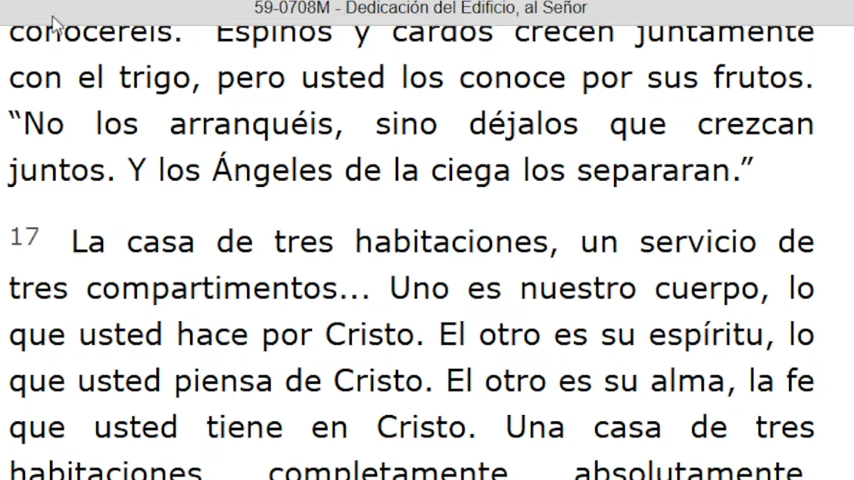 59-0708M - Dedicación del Edificio, al Señor
conoceréis.” Espinos y cardos crecen juntamente
con el trigo, pero usted los conoce por sus frutos.
“No los arranquéis, sino déjalos que crezcan
juntos. Y los Ángeles de la ciega los separaran.”
17 La casa de tres habitaciones, un servicio de
tres compartimentos... Uno es nuestro cuerpo, lo
que usted hace por Cristo. El otro es su espíritu, lo
que usted piensa de Cristo. El otro es su alma, la fe
que usted tiene en Cristo. Una casa de tres
habitaciones completamente absolutamente